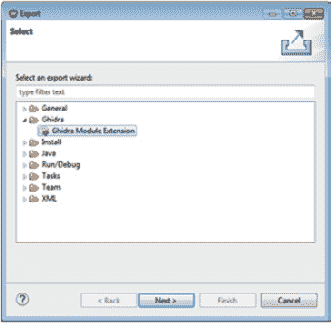 Export
Select
Select an export wizard:
type filter text
General
Ghidra
Ghidra Module Extension
Install
Java
Run/Debug
Tasks
Team
XML
?
< Back
Next >
Finish
Cancel